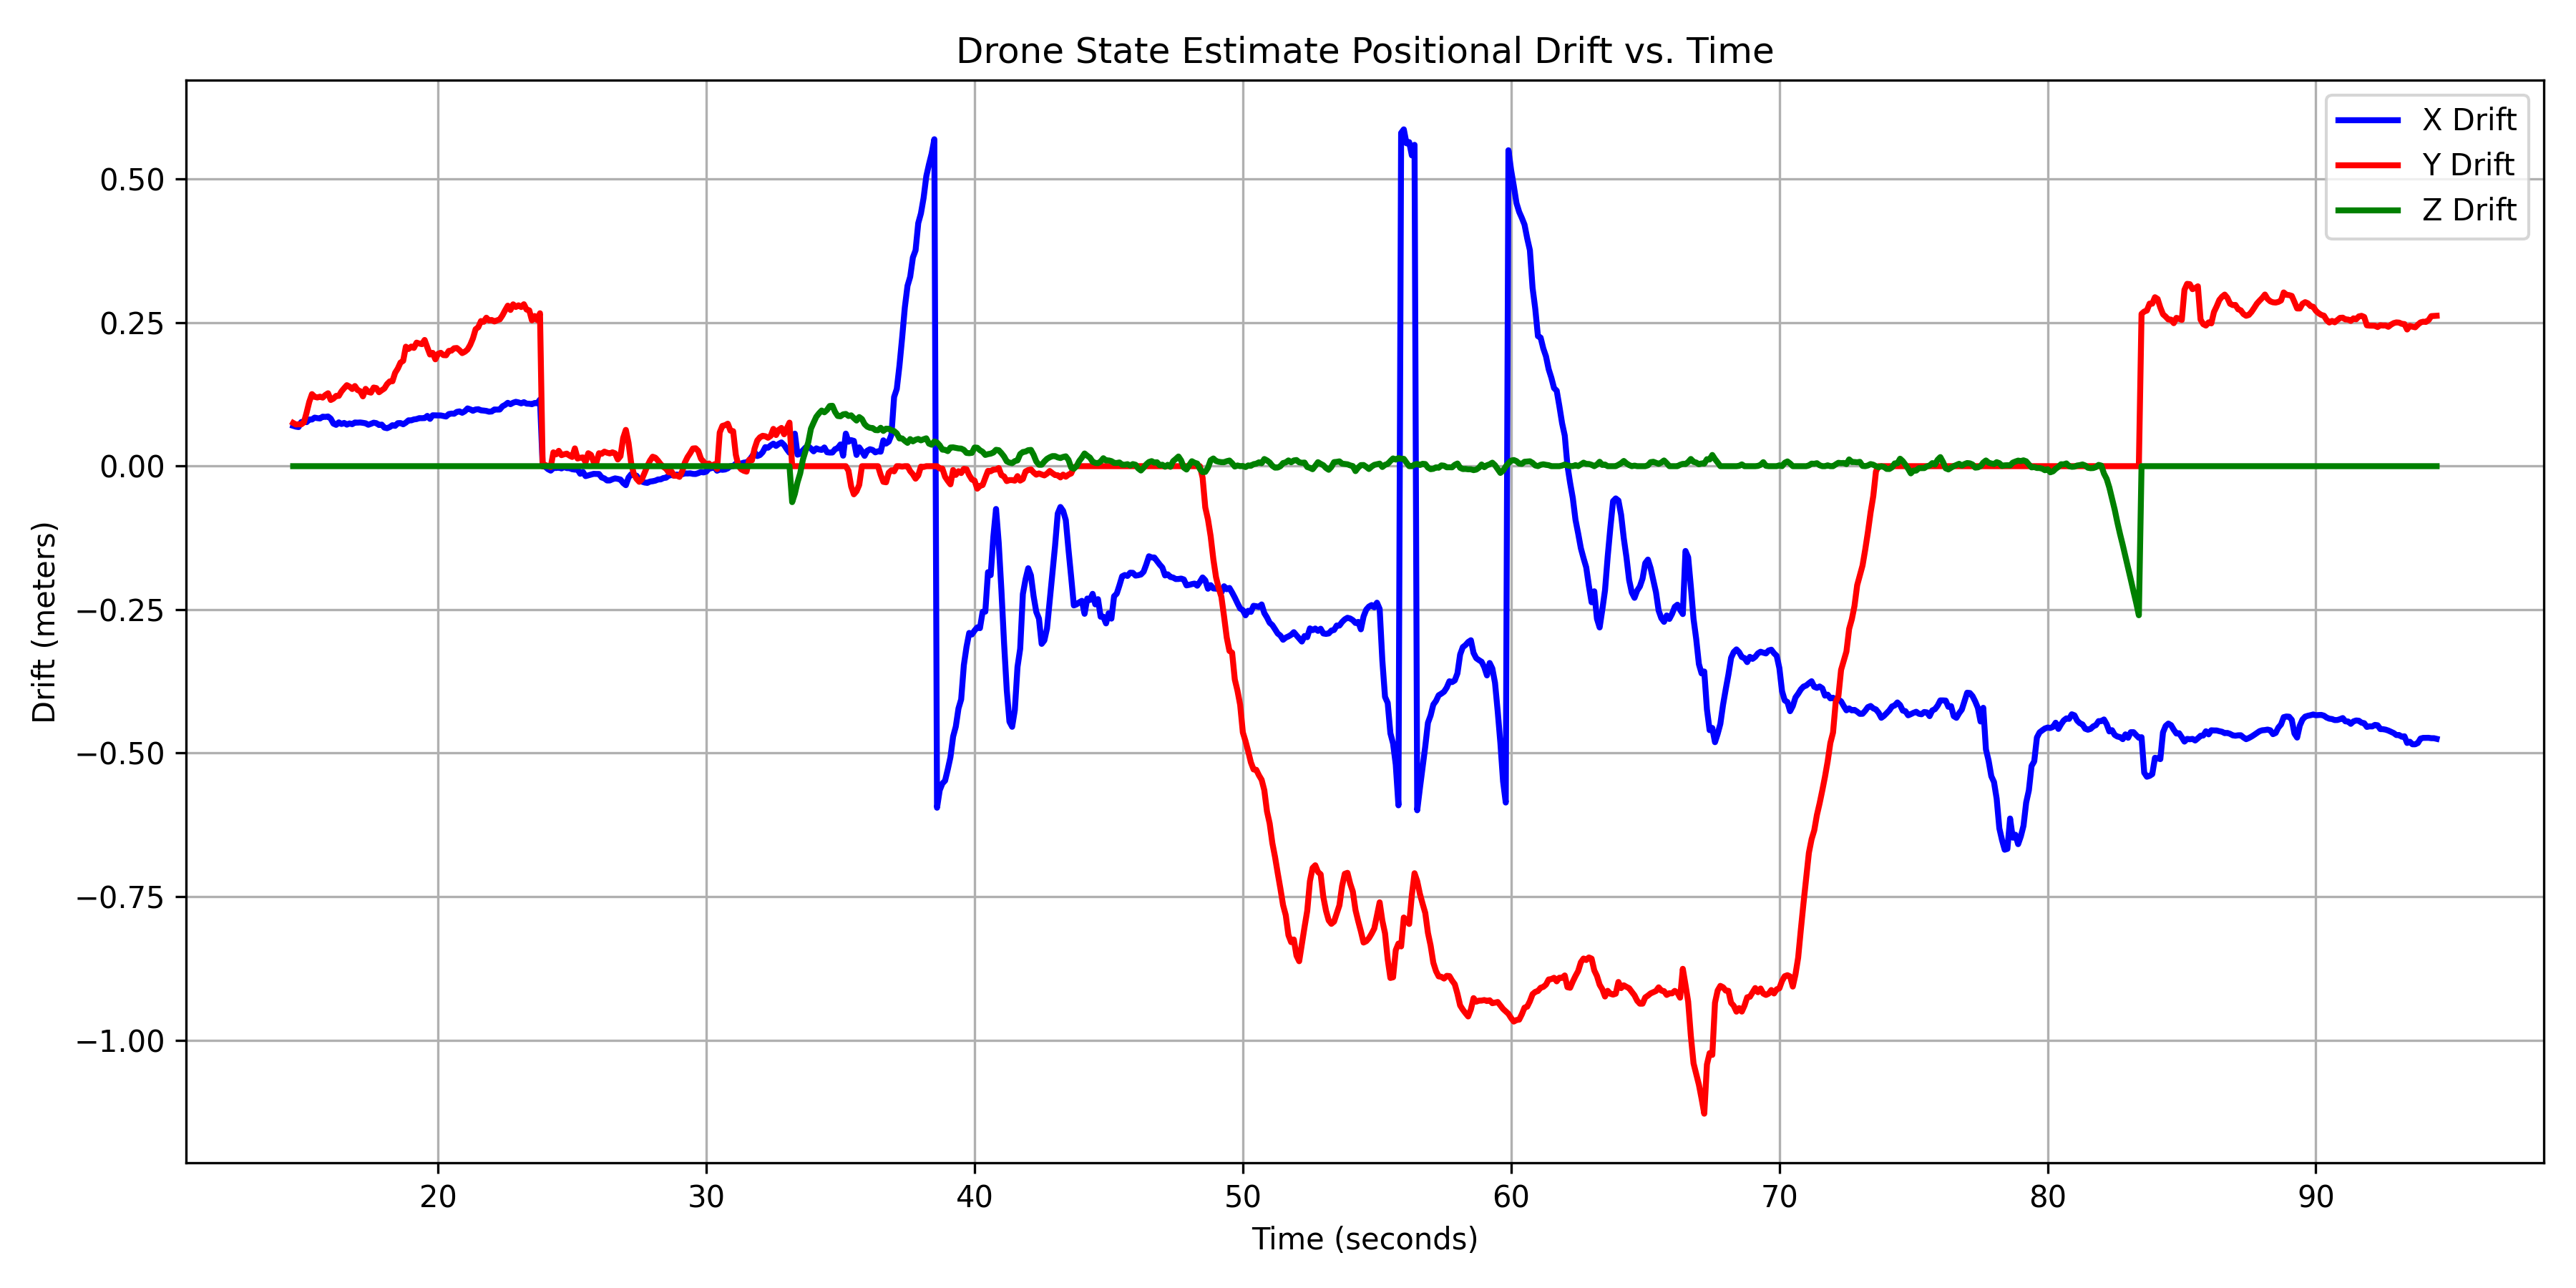 Drone State Estimate Positional Drift vs. Time
X Drift
Y Drift
Z Drift
0.50
0.25
0.00
−0.25
−0.50
−0.75
−1.00
Drift (meters)
20 30 40 50 60 70 80 90
Time (seconds)